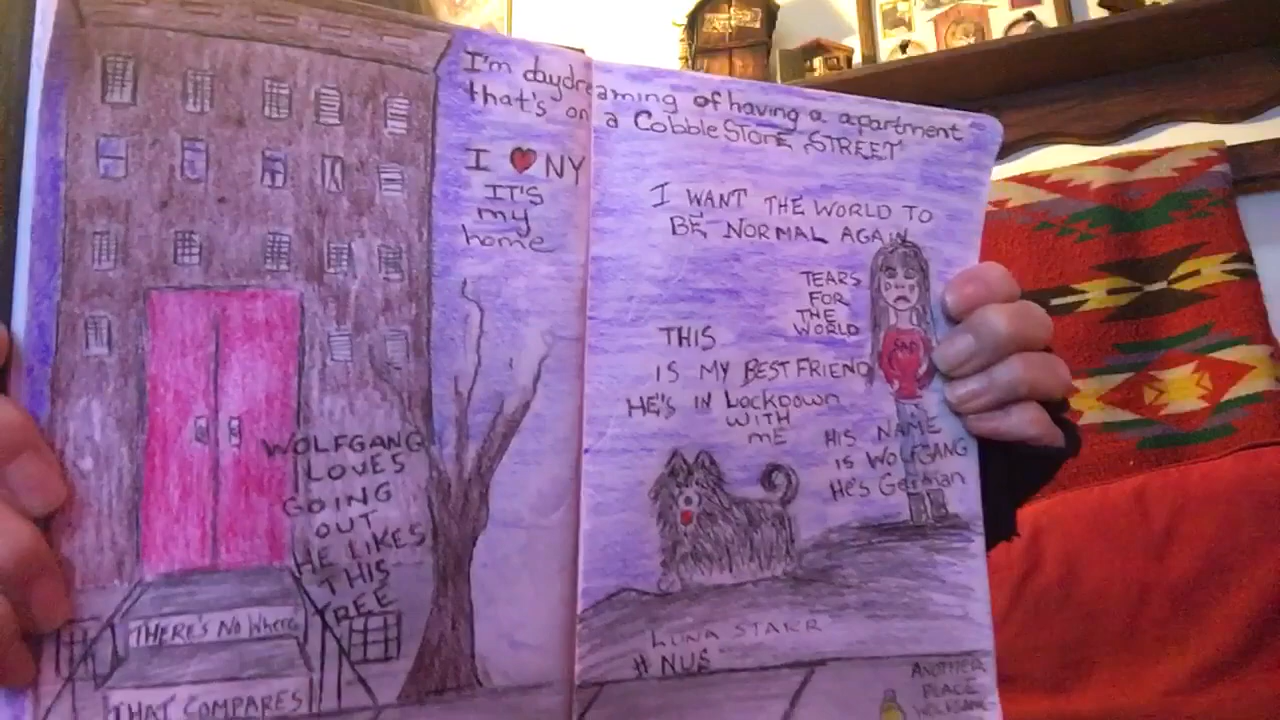 I'm daydreaming of having a apartment
that's on a CobbleStone STREET
I ❤ NY
IT'S
my
home
I WANT THE WORLD TO
BE NORMAL AGAIN
TEARS
FOR
THE
WORLD
SAD
THIS
IS MY BEST FRIEND
HE'S IN Lockdown
WITH
mE
HIS NAME
IS WOLFGANG
He's German
WOLFGANG
LOVES
GOING
OUT
HE LIKES
THIS
TREE
THERE'S No Where
THAT COMPARES
LUNA STARR
# NUS
ANOTHER
PLACE
WOLFGANG